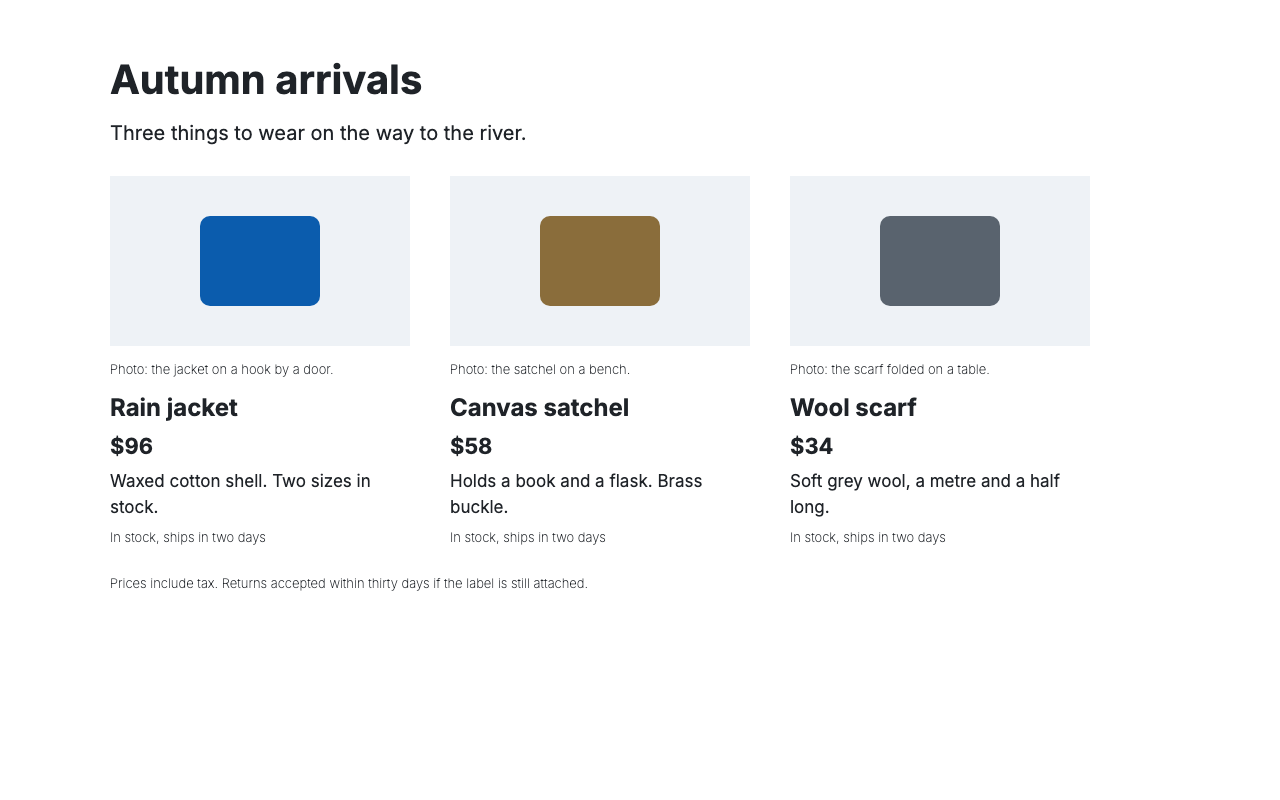 Autumn arrivals
Three things to wear on the way to the river.
Photo: the jacket on a hook by a door.
Rain jacket
$96
Waxed cotton shell. Two sizes in
stock.
In stock, ships in two days
Photo: the satchel on a bench.
Canvas satchel
$58
Holds a book and a flask. Brass
buckle.
In stock, ships in two days
Photo: the scarf folded on a table.
Wool scarf
$34
Soft grey wool, a metre and a half
long.
In stock, ships in two days
Prices include tax. Returns accepted within thirty days if the label is still attached.